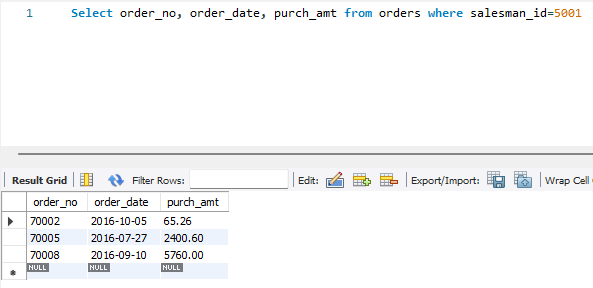 1 Select order_no, order_date, purch_amt from orders where salesman_id=5001
Result Grid Filter Rows: Edit: Export/Import: Wrap Cell
order_no order_date purch_amt
70002 2016-10-05 65.26
70005 2016-07-27 2400.60
70008 2016-09-10 5760.00
NULL NULL NULL